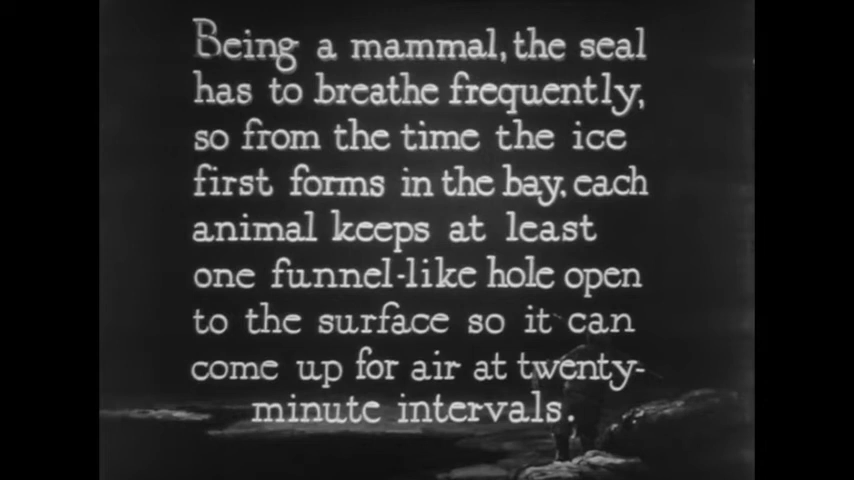 Being a mammal, the seal
has to breathe frequently,
so from the time the ice
first forms in the bay, each
animal keeps at least
one funnel-like hole open
to the surface so it can
come up for air at twenty-
minute intervals.